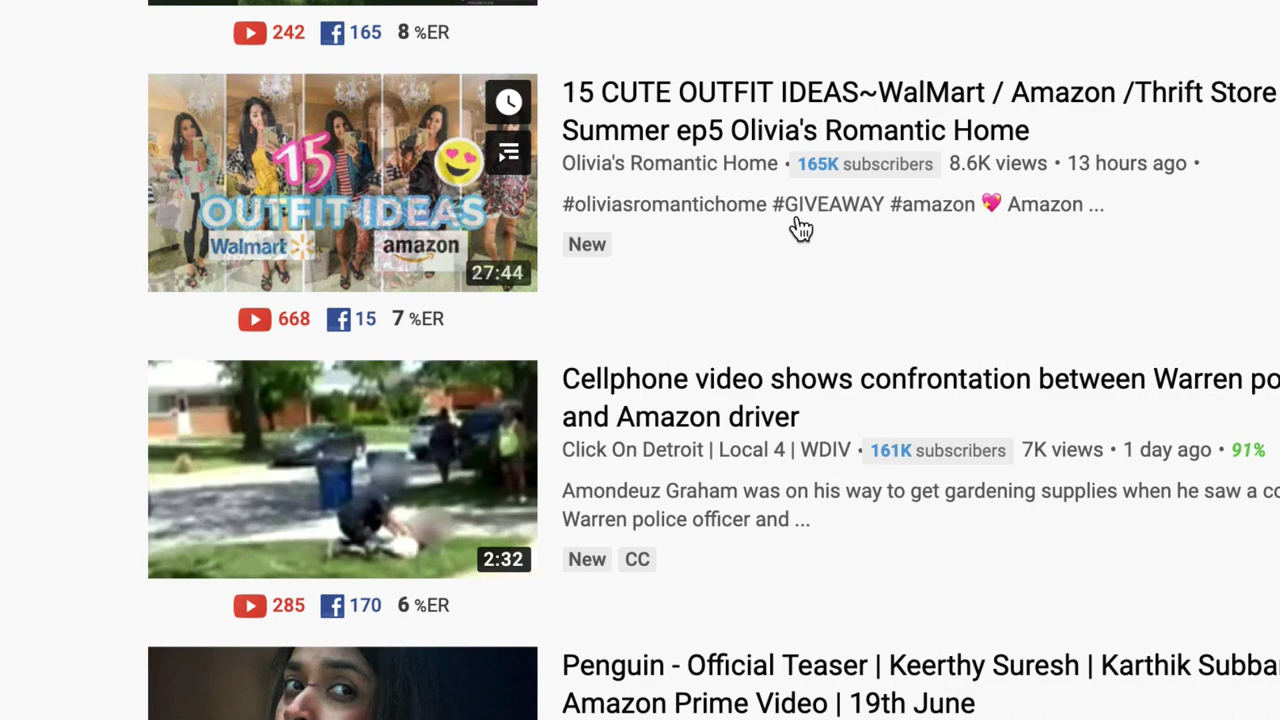 242 165 8 %ER
15 CUTE OUTFIT IDEAS~WalMart / Amazon /Thrift Store
Summer ep5 Olivia's Romantic Home
Olivia's Romantic Home • 165K subscribers 8.6K views • 13 hours ago •
#oliviasromantichome #GIVEAWAY #amazon 💖 Amazon ...
New
15
OUTFIT IDEAS
Walmart amazon
27:44
668 15 7 %ER
Cellphone video shows confrontation between Warren po
and Amazon driver
Click On Detroit | Local 4 | WDIV • 161K subscribers 7K views • 1 day ago • 91%
Amondeuz Graham was on his way to get gardening supplies when he saw a co
Warren police officer and ...
New CC
2:32
285 170 6 %ER
Penguin - Official Teaser | Keerthy Suresh | Karthik Subba
Amazon Prime Video | 19th June